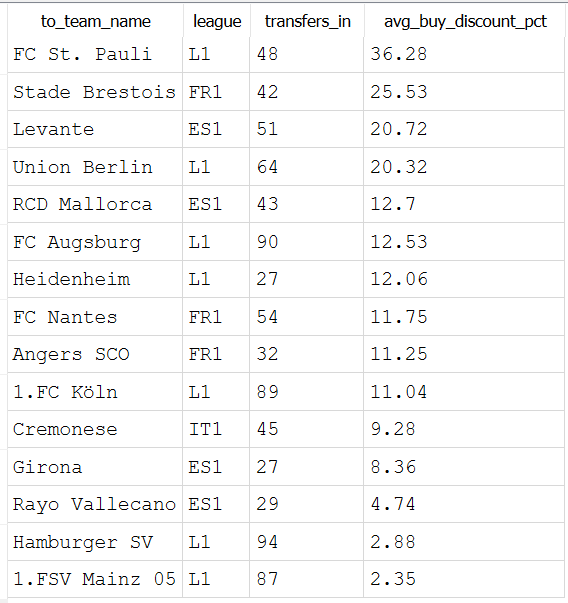 to_team_name league transfers_in avg_buy_discount_pct
FC St. Pauli L1 48 36.28
Stade Brestois FR1 42 25.53
Levante ES1 51 20.72
Union Berlin L1 64 20.32
RCD Mallorca ES1 43 12.7
FC Augsburg L1 90 12.53
Heidenheim L1 27 12.06
FC Nantes FR1 54 11.75
Angers SCO FR1 32 11.25
1.FC Köln L1 89 11.04
Cremonese IT1 45 9.28
Girona ES1 27 8.36
Rayo Vallecano ES1 29 4.74
Hamburger SV L1 94 2.88
1.FSV Mainz 05 L1 87 2.35